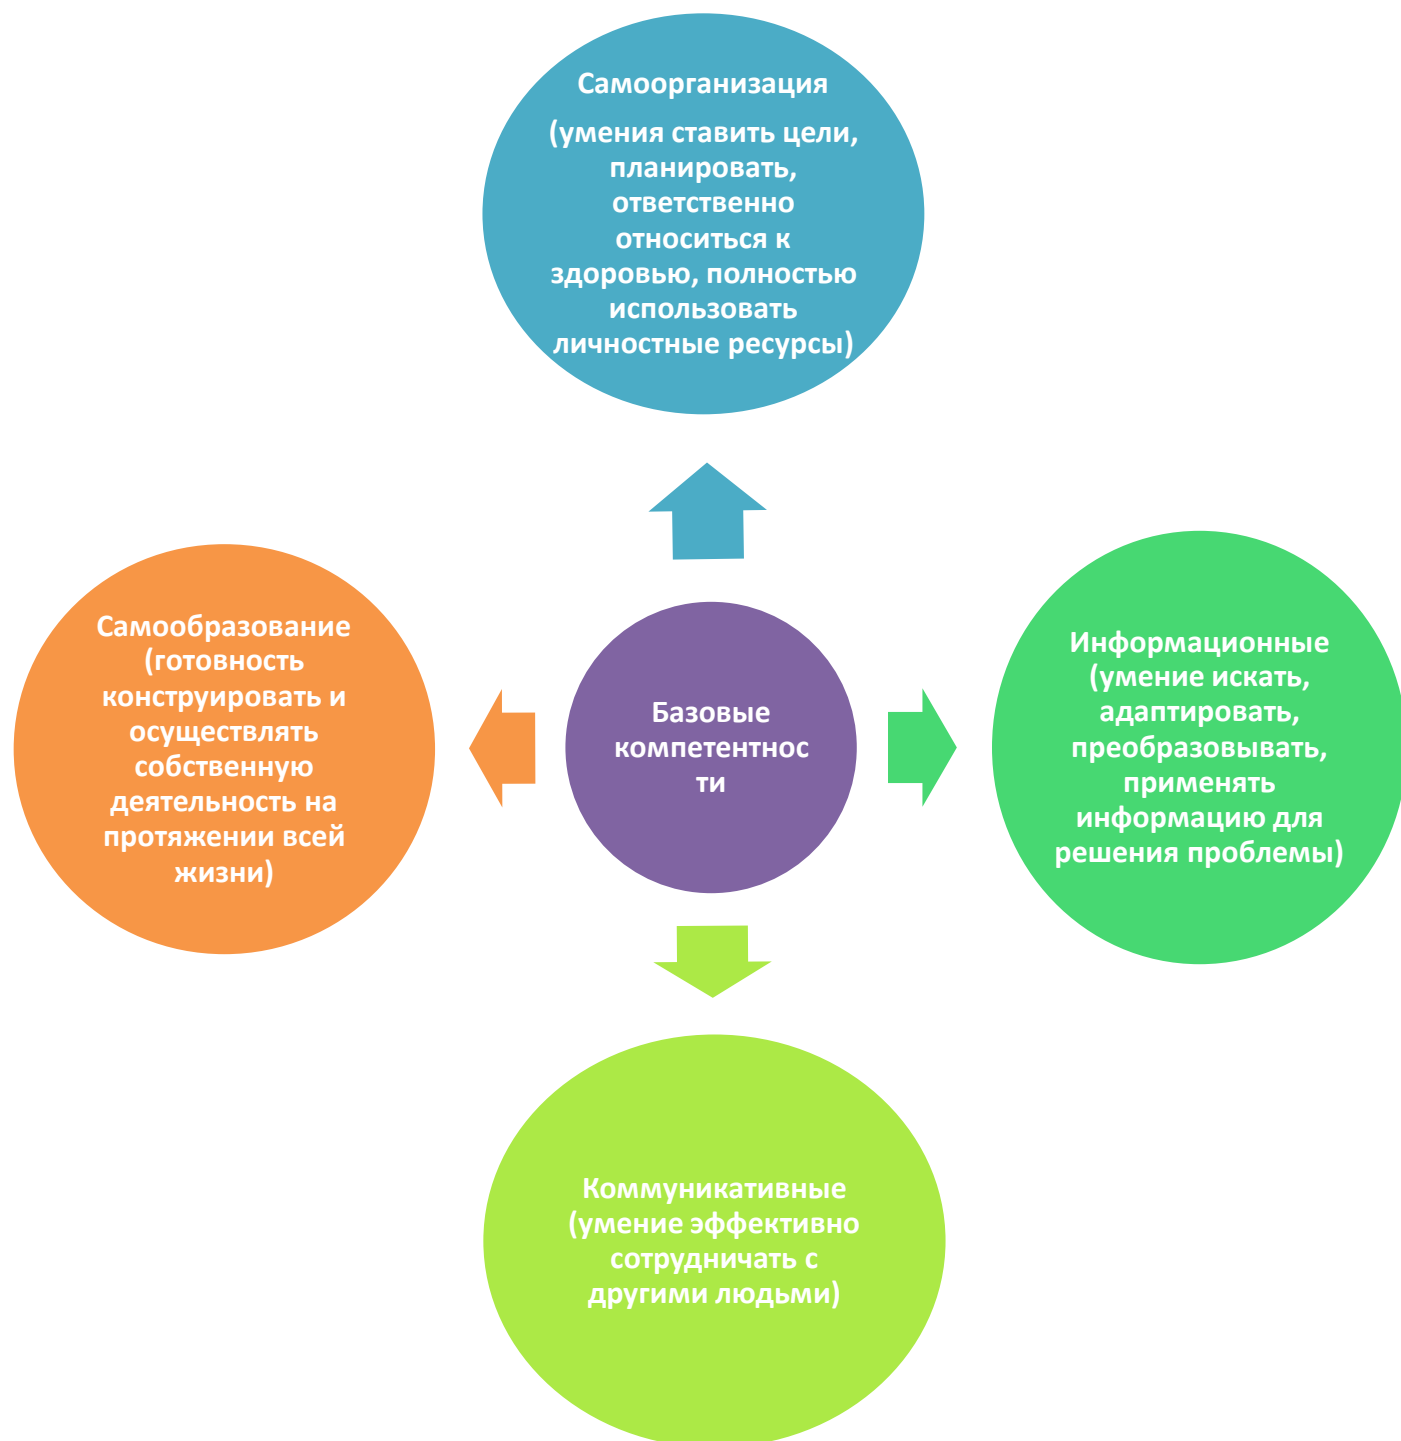 Самоорганизация
(умения ставить цели,
планировать,
ответственно
относиться к
здоровью, полностью
использовать
личностные ресурсы)
Самообразование
(готовность
конструировать и
осуществлять
собственную
деятельность на
протяжении всей
жизни)
Базовые
компетентнос
ти
Информационные
(умение искать,
адаптировать,
преобразовывать,
применять
информацию для
решения проблемы)
Коммуникативные
(умение эффективно
сотрудничать с
другими людьми)